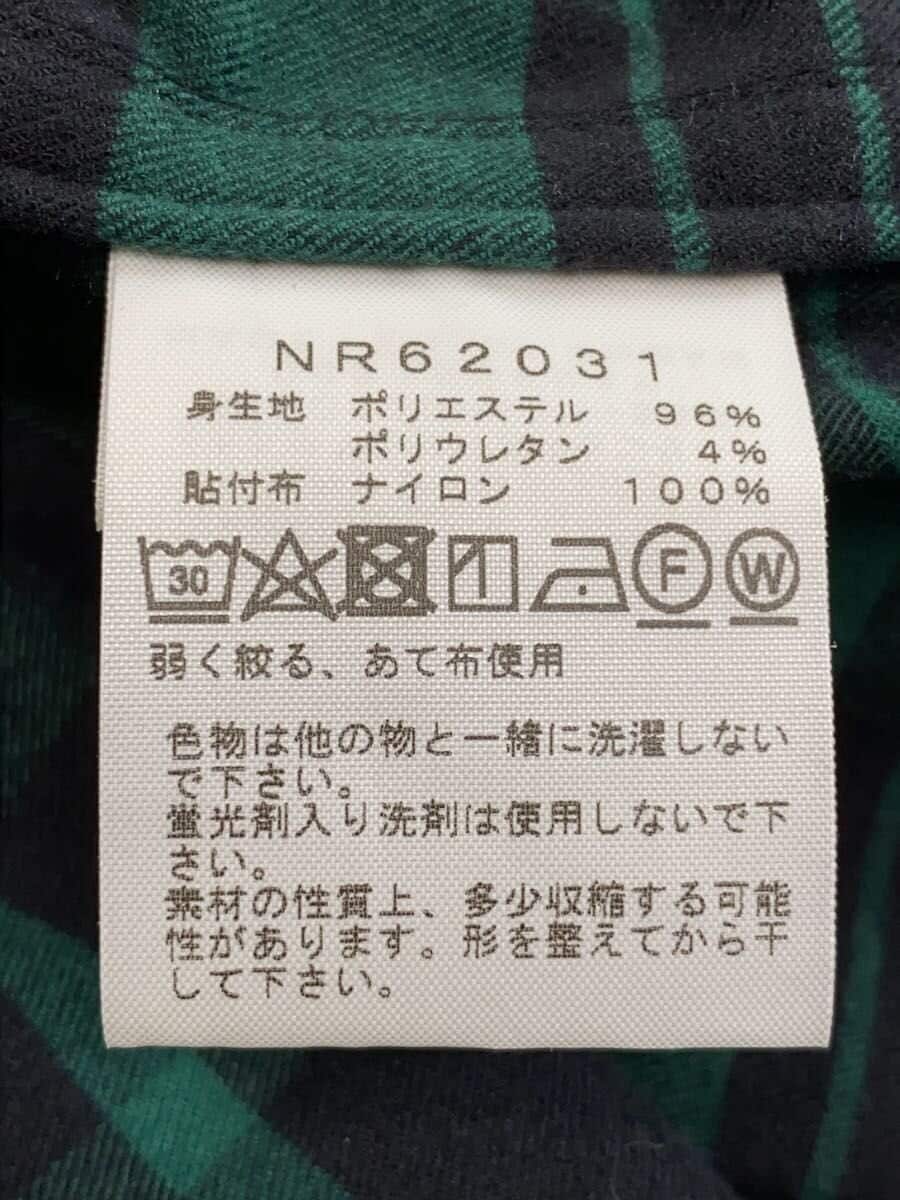 NR62031
身生地 ポリエステル 96%
ポリウレタン 4%
貼付布 ナイロン 100%
30 F W
弱く絞る、あて布使用
色物は他の物と一緒に洗濯しない
で下さい。
蛍光剤入り洗剤は使用しないで下
さい。
素材の性質上、多少収縮する可能
性があります。形を整えてから干
して下さい。